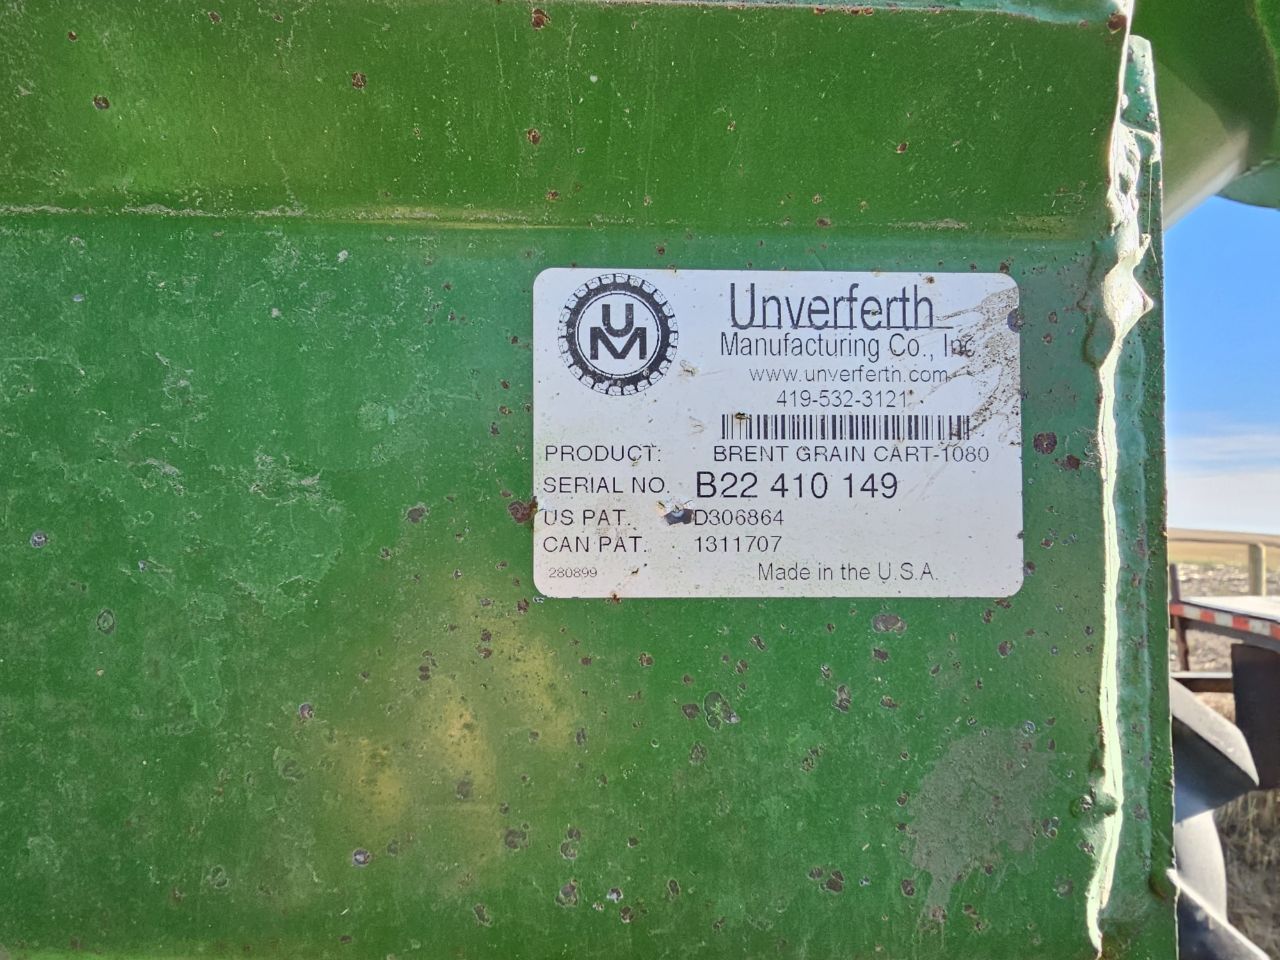 UM
Unverferth
Manufacturing Co., Inc.
www.unverferth.com
419-532-3121
PRODUCT: BRENT GRAIN CART-1080
SERIAL NO. B22 410 149
US PAT. D306864
CAN PAT. 1311707
280899 Made in the U.S.A.